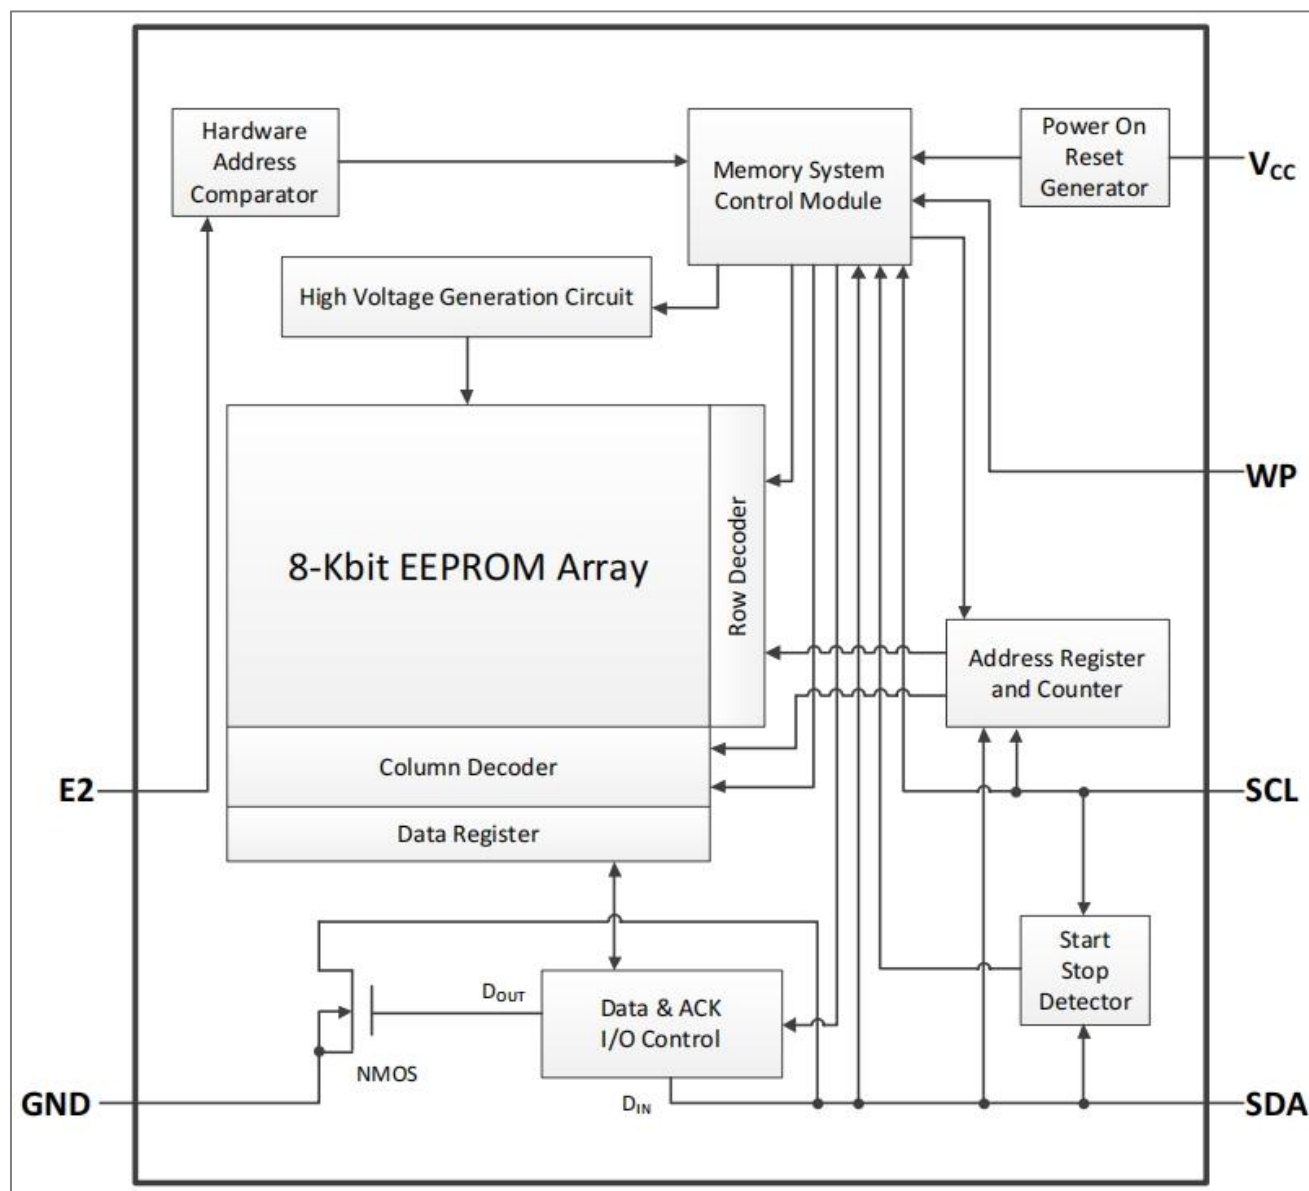 Hardware
Address
Comparator
Memory System
Control Module
Power On
Reset
Generator
VCC
High Voltage Generation Circuit
WP
8-Kbit EEPROM Array
Row Decoder
Address Register
and Counter
Column Decoder
E2
SCL
Data Register
Start
Stop
Detector
DOUT
Data & ACK
I/O Control
NMOS
GND
DIN
SDA